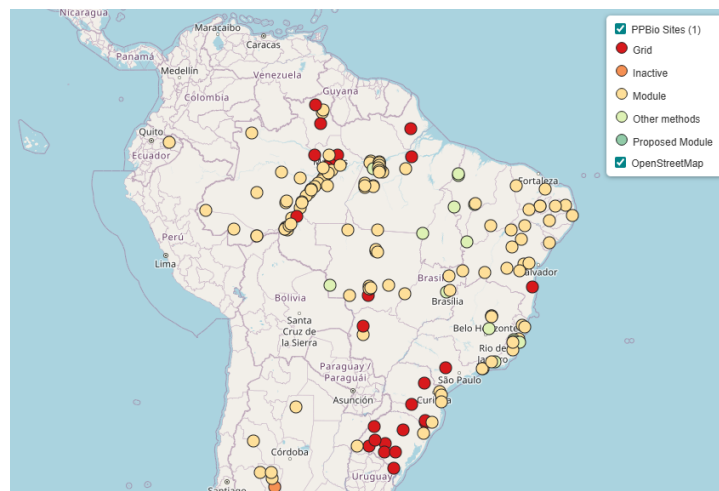 Nicaragua
Maracaibo
Caracas
Panamá
Medellín
Venezuela
Guyana
Colombia
Quito
Ecuador
Fortaleza
Perú
Lima
Brasil
Salvador
Bolivia
Brasília
Santa
Cruz de
la Sierra
Belo Horizonte
Rio de
Paraguay /
Paraguái
São Paulo
Asunción
Córdoba
Uruguay
Santiago
PPBio Sites (1)
Grid
Inactive
Module
Other methods
Proposed Module
OpenStreetMap